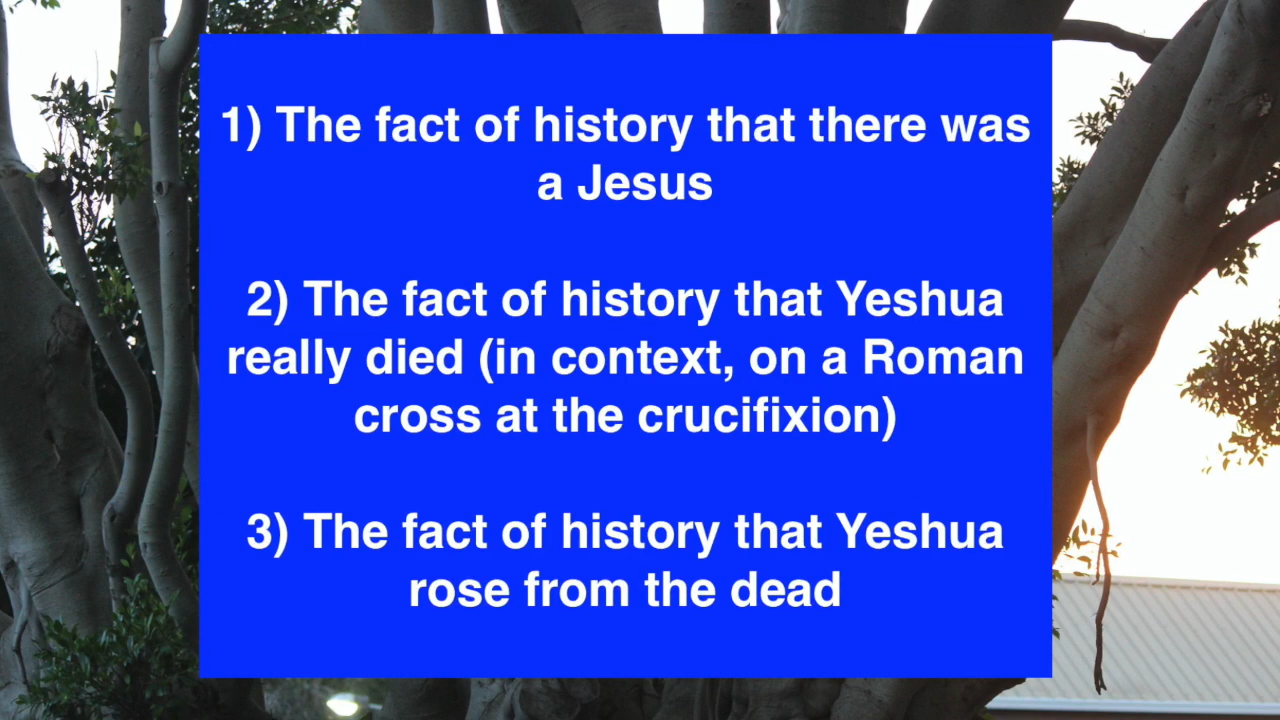 1) The fact of history that there was
a Jesus
2) The fact of history that Yeshua
really died (in context, on a Roman
cross at the crucifixion)
3) The fact of history that Yeshua
rose from the dead